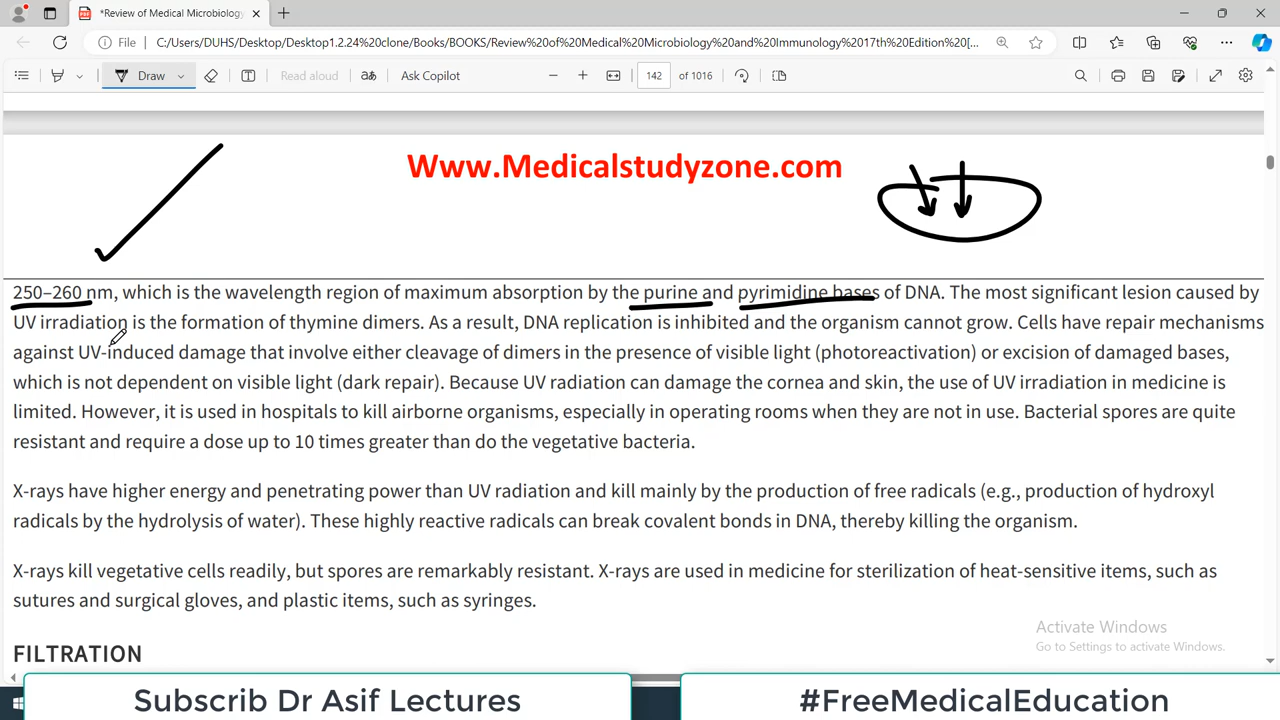 *Review of Medical Microbiology
File
C:/Users/DUHS/Desktop/Desktop1.2.24%20clone/Books/BOOKS/Review%20of%20Medical%20Microbiology%20and%20Immunology%2017th%20Edition%20[...
Draw
Read aloud
Ask Copilot
142 of 1016
Www.Medicalstudyzone.com
250–260 nm, which is the wavelength region of maximum absorption by the purine and pyrimidine bases of DNA. The most significant lesion caused by
UV irradiation is the formation of thymine dimers. As a result, DNA replication is inhibited and the organism cannot grow. Cells have repair mechanisms
against UV-induced damage that involve either cleavage of dimers in the presence of visible light (photoreactivation) or excision of damaged bases,
which is not dependent on visible light (dark repair). Because UV radiation can damage the cornea and skin, the use of UV irradiation in medicine is
limited. However, it is used in hospitals to kill airborne organisms, especially in operating rooms when they are not in use. Bacterial spores are quite
resistant and require a dose up to 10 times greater than do the vegetative bacteria.
X-rays have higher energy and penetrating power than UV radiation and kill mainly by the production of free radicals (e.g., production of hydroxyl
radicals by the hydrolysis of water). These highly reactive radicals can break covalent bonds in DNA, thereby killing the organism.
X-rays kill vegetative cells readily, but spores are remarkably resistant. X-rays are used in medicine for sterilization of heat-sensitive items, such as
sutures and surgical gloves, and plastic items, such as syringes.
Activate Windows
Go to Settings to activate Windows.
FILTRATION
Subscrib Dr Asif Lectures
#FreeMedicalEducation